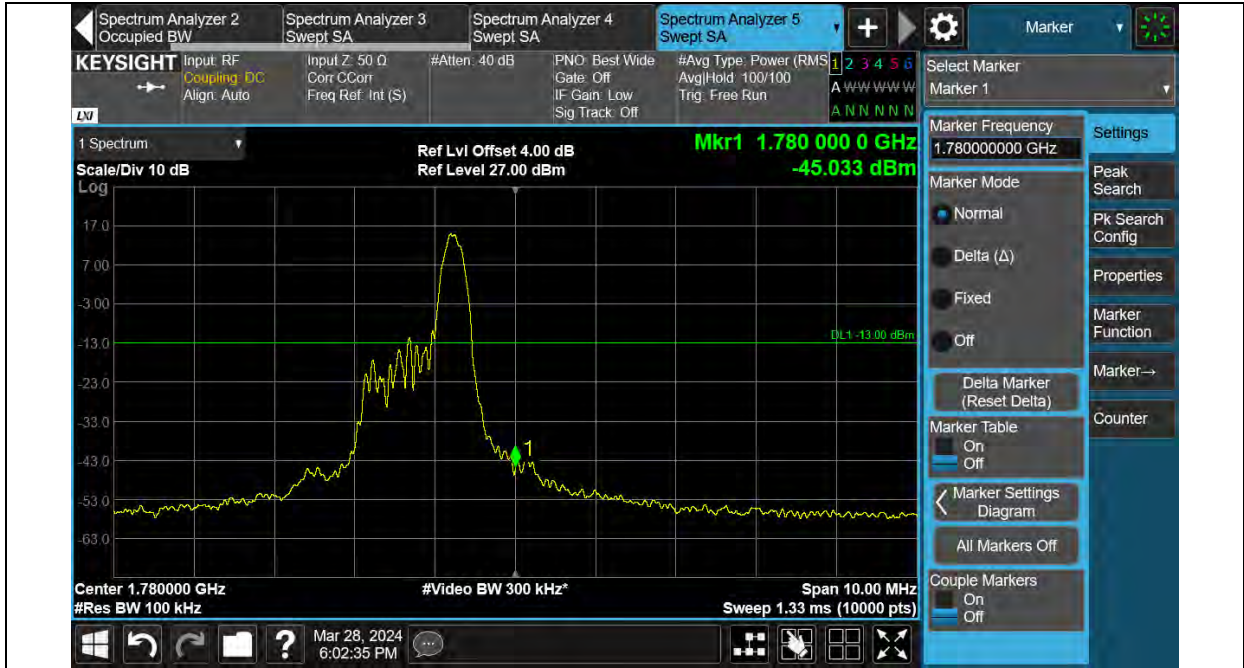 Spectrum Analyzer 2
Occupied BW
Spectrum Analyzer 3
Swept SA
Spectrum Analyzer 4
Swept SA
Spectrum Analyzer 5
Swept SA
+
Marker
KEYSIGHT
LXI
Input: RF
Coupling: DC
Align: Auto
Input Z: 50 Ω
Corr CCorr
Freq Ref: Int (S)
#Atten: 40 dB
PNO: Best Wide
Gate: Off
IF Gain: Low
Sig Track: Off
#Avg Type: Power (RMS
Avg|Hold: 100/100
Trig: Free Run
1 2 3 4 5 6
A W W W W W
A N N N N N
Select Marker
Marker 1
1 Spectrum
Scale/Div 10 dB
Log
Ref Lvl Offset 4.00 dB
Ref Level 27.00 dBm
Mkr1 1.780 000 0 GHz
-45.033 dBm
17.0
7.00
-3.00
-13.0
-23.0
-33.0
-43.0
-53.0
-63.0
DL1 -13.00 dBm
1
Center 1.780000 GHz
#Res BW 100 kHz
#Video BW 300 kHz*
Span 10.00 MHz
Sweep 1.33 ms (10000 pts)
Marker Frequency
1.780000000 GHz
Marker Mode
Normal
Delta (Δ)
Fixed
Off
Delta Marker
(Reset Delta)
Marker Table
On
Off
Marker Settings
Diagram
All Markers Off
Couple Markers
On
Off
Settings
Peak
Search
Pk Search
Config
Properties
Marker
Function
Marker→
Counter
?
Mar 28, 2024
6:02:35 PM